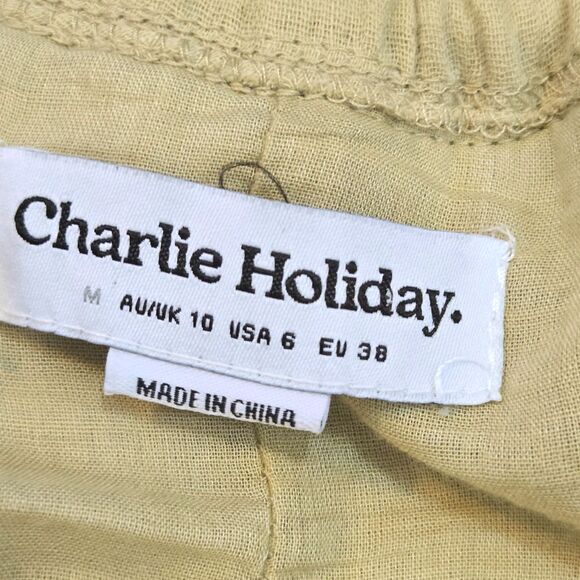 Charlie Holiday.
M AU/UK 10 USA 6 EU 38
MADE IN CHINA